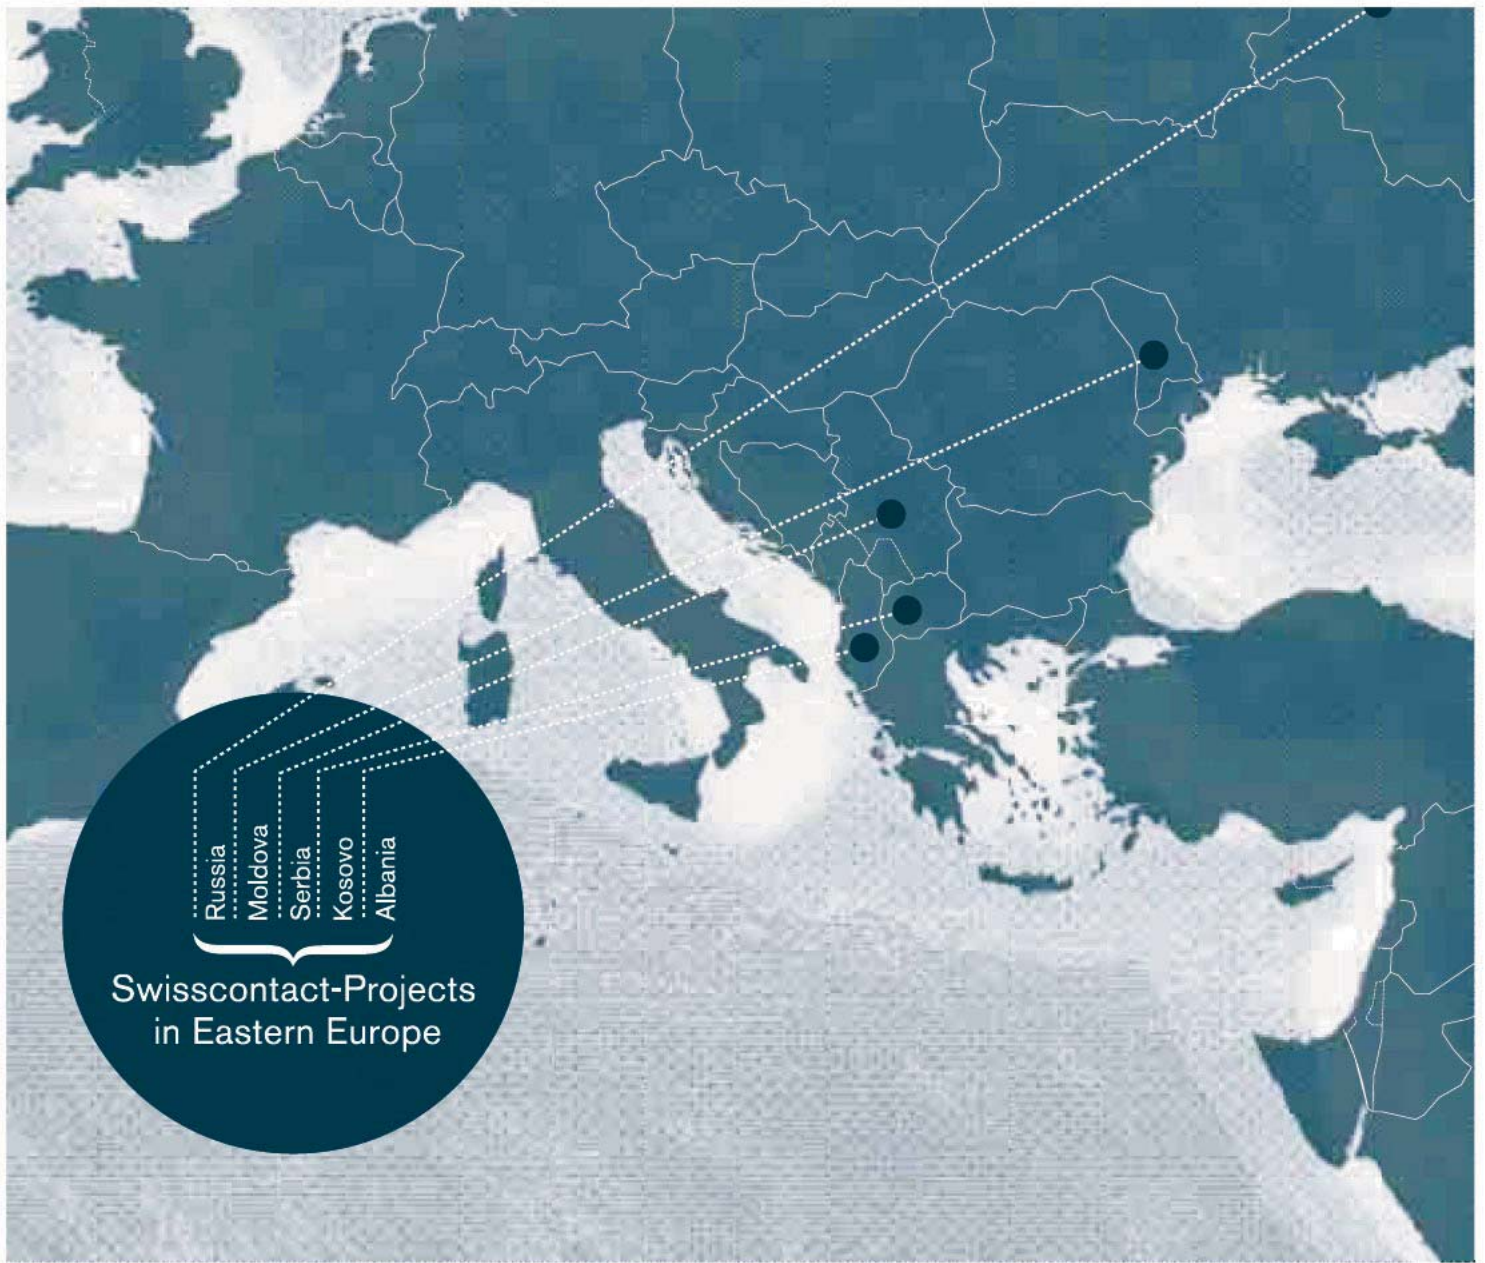 Russia
Moldova
Serbia
Kosovo
Albania
Swisscontact-Projects
in Eastern Europe